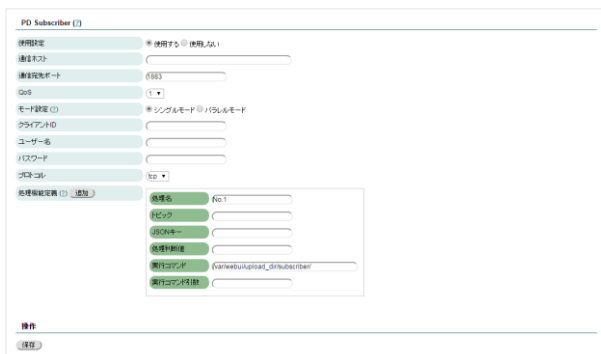 PD Subscriber (?)
使用設定 使用する 使用しない
通信ホスト
通信宛先ポート 1883
QoS 1
モード設定 (?) シングルモード パラレルモード
クライアントID
ユーザー名
パスワード
プロトコル tcp
処理機能定義 (?) 追加
処理名 No.1
トピック
JSONキー
処理判断値
実行コマンド /var/webui/upload_dir/subscriber/
実行コマンド引数
操作
保存